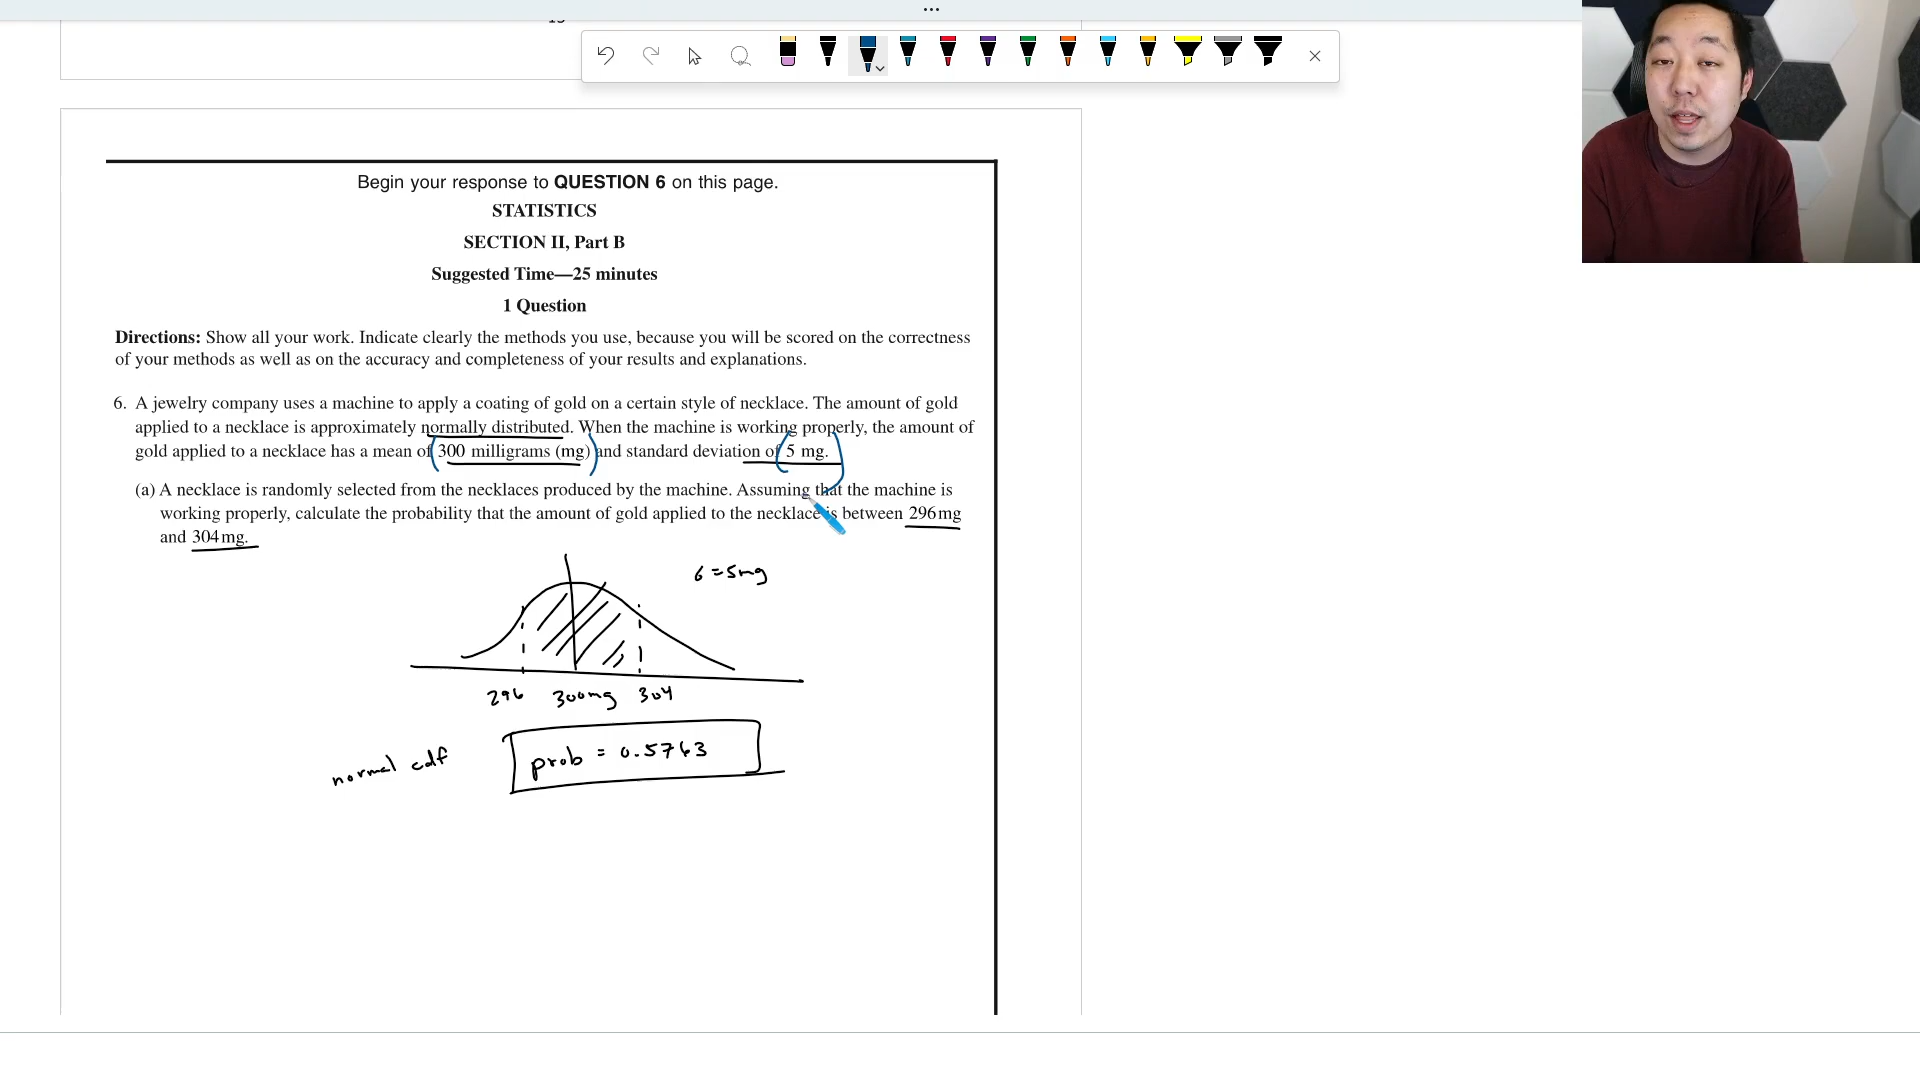 ...
Begin your response to QUESTION 6 on this page.
STATISTICS
SECTION II, Part B
Suggested Time—25 minutes
1 Question
Directions: Show all your work. Indicate clearly the methods you use, because you will be scored on the correctness
of your methods as well as on the accuracy and completeness of your results and explanations.
6. A jewelry company uses a machine to apply a coating of gold on a certain style of necklace. The amount of gold
applied to a necklace is approximately normally distributed. When the machine is working properly, the amount of
gold applied to a necklace has a mean of (300 milligrams (mg)) and standard deviation of (5 mg.)
(a) A necklace is randomly selected from the necklaces produced by the machine. Assuming that the machine is
working properly, calculate the probability that the amount of gold applied to the necklace is between 296 mg
and 304 mg.
6 = 5mg
296 300mg 304
normal cdf
prob = 0.5763